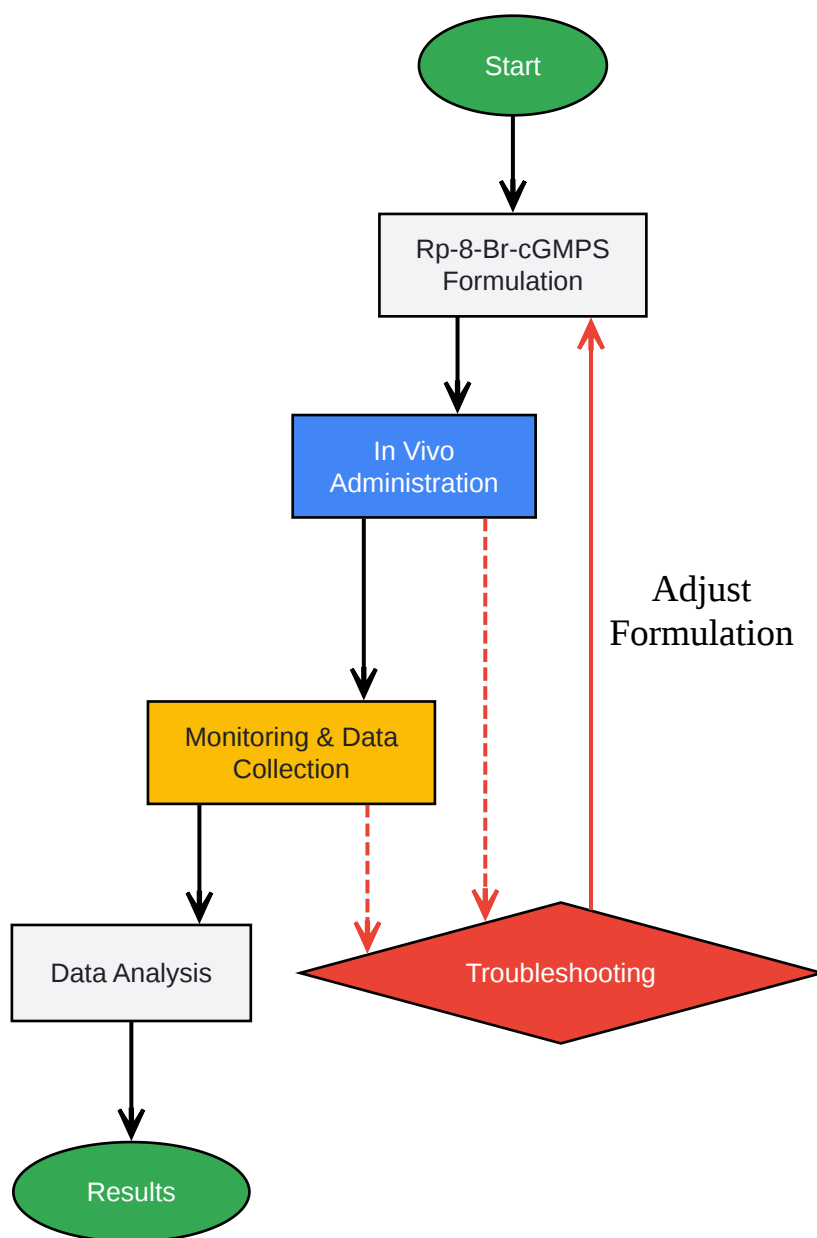 Start
Rp-8-Br-cGMPS
Formulation
In Vivo
Administration
Adjust
Formulation
Monitoring & Data
Collection
Data Analysis
Troubleshooting
Results